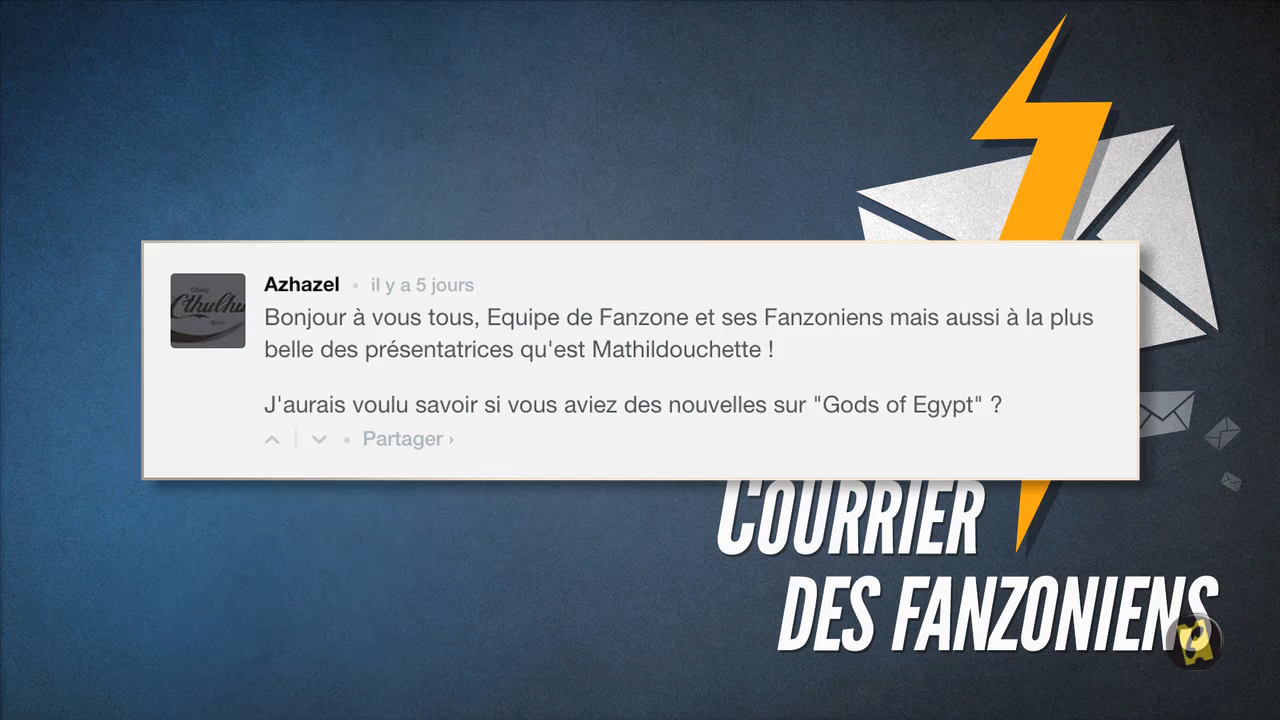 Azhazel • il y a 5 jours
Cthulhu
Bonjour à vous tous, Equipe de Fanzone et ses Fanzoniens mais aussi à la plus
belle des présentatrices qu'est Mathildouchette !
J'aurais voulu savoir si vous aviez des nouvelles sur "Gods of Egypt" ?
• Partager ›
COURRIER
DES FANZONIENS